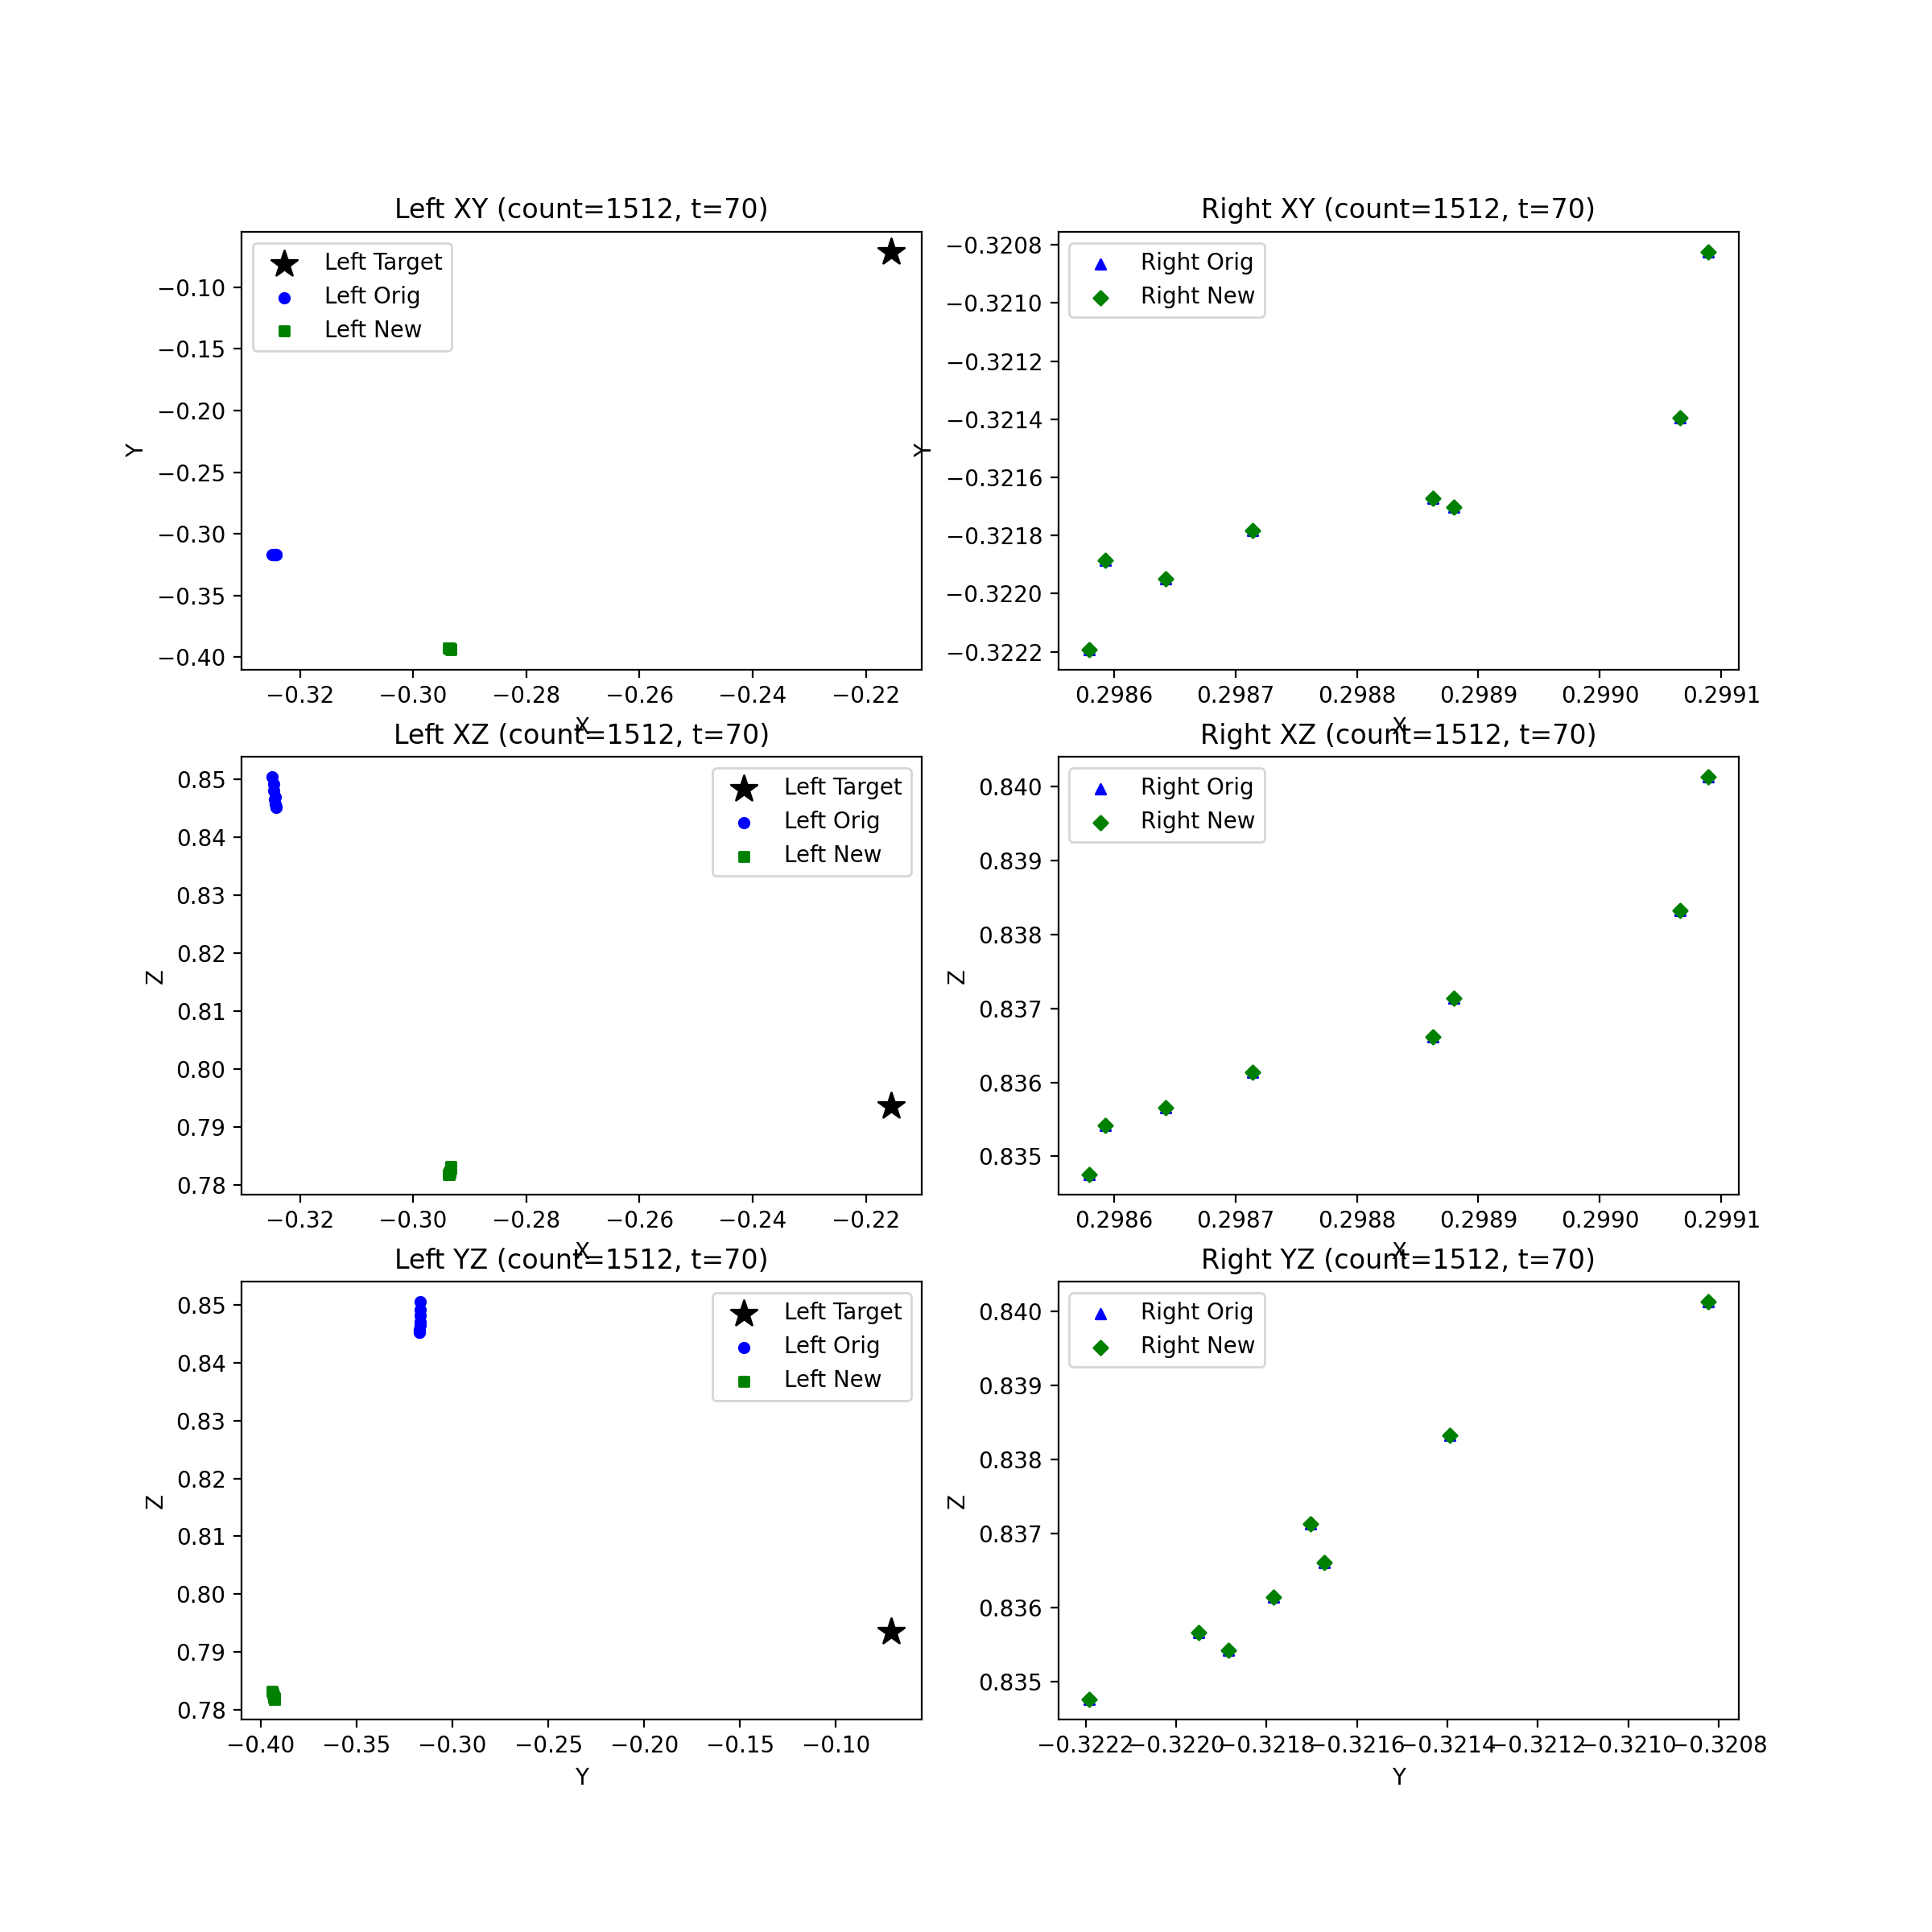 Left XY (count=1512, t=70)
Left Target
Left Orig
Left New
−0.10
−0.15
−0.20
−0.25
−0.30
−0.35
−0.40
Y
−0.32 −0.30 −0.28 −0.26 −0.24 −0.22
X
Right XY (count=1512, t=70)
Right Orig
Right New
−0.3208
−0.3210
−0.3212
−0.3214
−0.3216
−0.3218
−0.3220
−0.3222
Y
0.2986 0.2987 0.2988 0.2989 0.2990 0.2991
X
Left XZ (count=1512, t=70)
Left Target
Left Orig
Left New
0.85
0.84
0.83
0.82
0.81
0.80
0.79
0.78
Z
−0.32 −0.30 −0.28 −0.26 −0.24 −0.22
X
Right XZ (count=1512, t=70)
Right Orig
Right New
0.840
0.839
0.838
0.837
0.836
0.835
Z
0.2986 0.2987 0.2988 0.2989 0.2990 0.2991
X
Left YZ (count=1512, t=70)
Left Target
Left Orig
Left New
0.85
0.84
0.83
0.82
0.81
0.80
0.79
0.78
Z
−0.40 −0.35 −0.30 −0.25 −0.20 −0.15 −0.10
Y
Right YZ (count=1512, t=70)
Right Orig
Right New
0.840
0.839
0.838
0.837
0.836
0.835
Z
−0.3222 −0.3220 −0.3218 −0.3216 −0.3214 −0.3212 −0.3210 −0.3208
Y